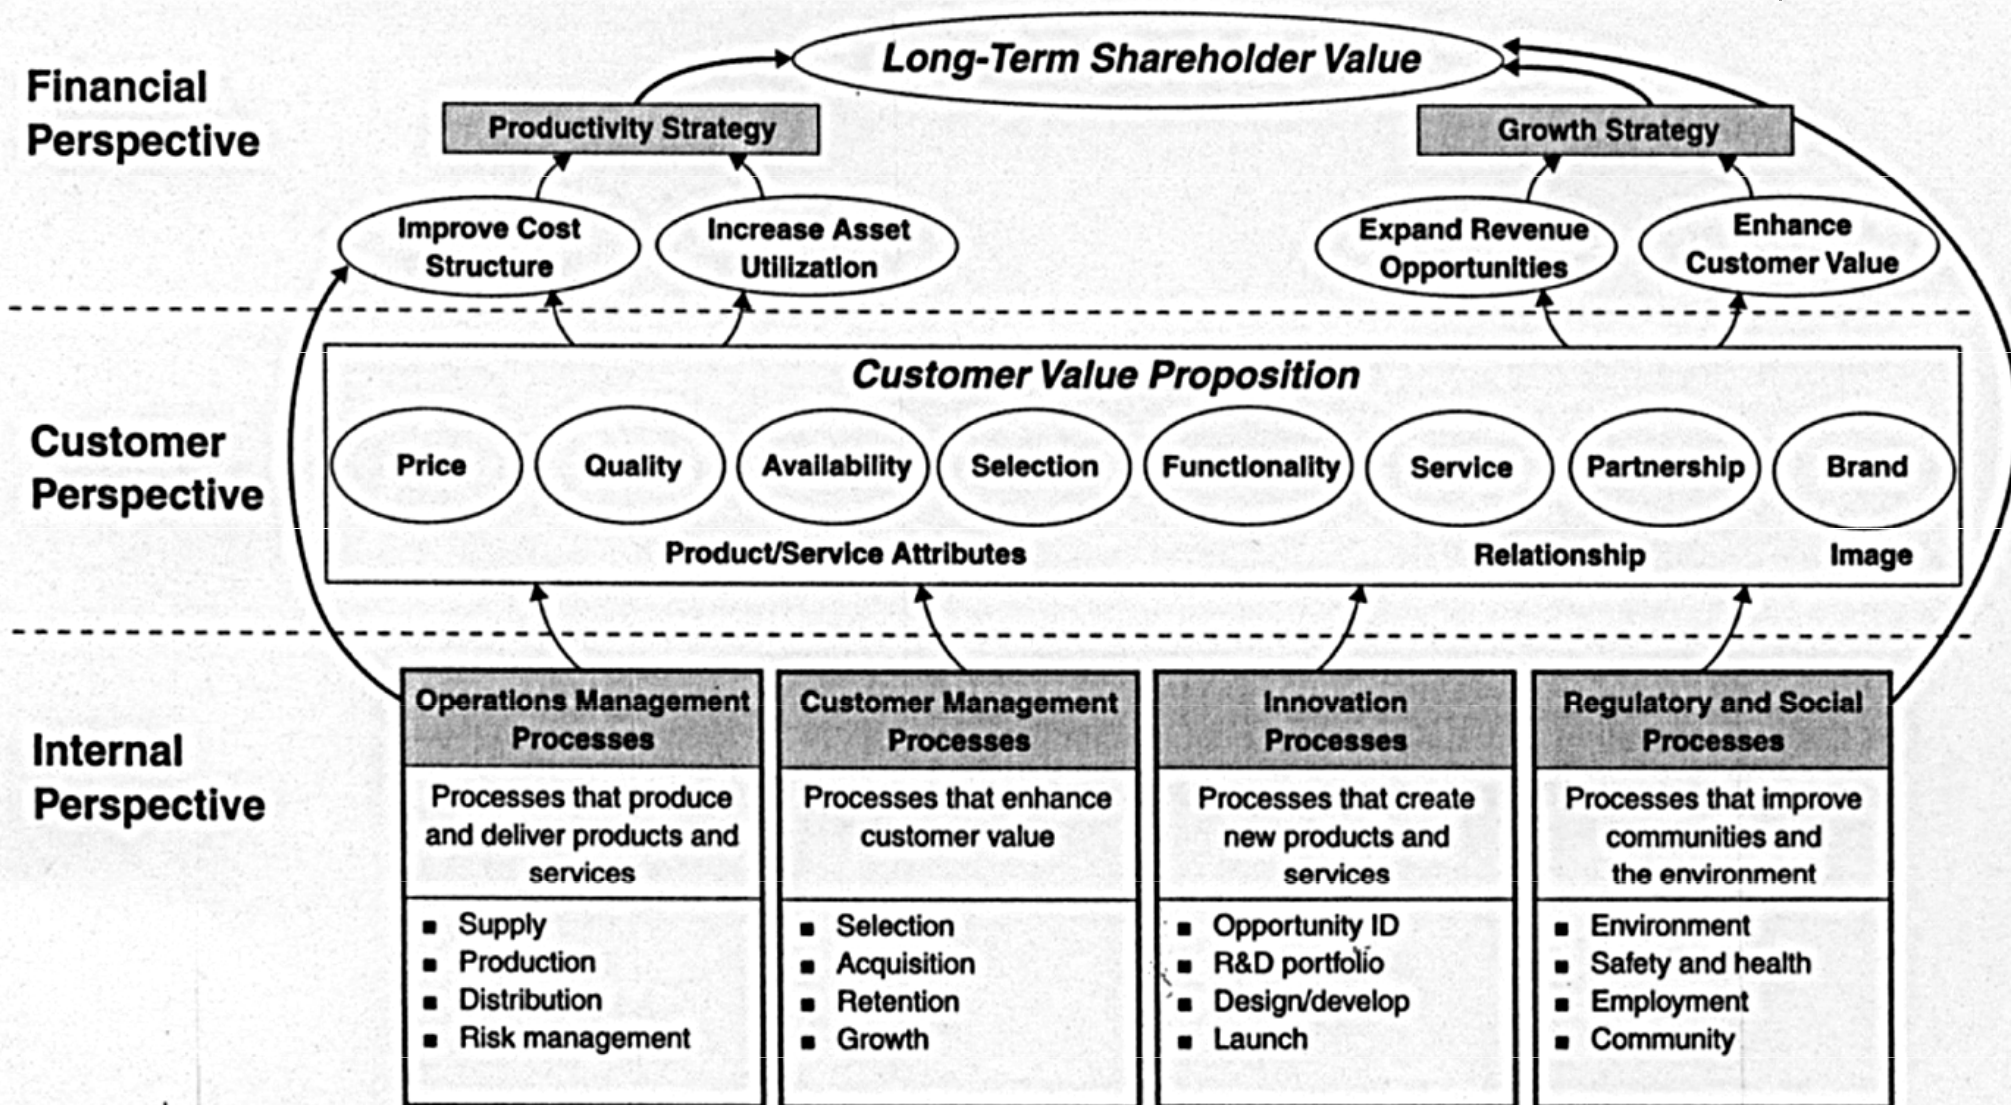 Long-Term Shareholder Value
Financial
Perspective
Productivity Strategy
Growth Strategy
Improve Cost
Structure
Increase Asset
Utilization
Expand Revenue
Opportunities
Enhance
Customer Value
Customer
Perspective
Customer Value Proposition
Price
Quality
Availability
Selection
Functionality
Service
Partnership
Brand
Product/Service Attributes
Relationship
Image
Internal
Perspective
Operations Management
Processes
Processes that produce
and deliver products and
services
▪ Supply
▪ Production
▪ Distribution
▪ Risk management
Customer Management
Processes
Processes that enhance
customer value
▪ Selection
▪ Acquisition
▪ Retention
▪ Growth
Innovation
Processes
Processes that create
new products and
services
▪ Opportunity ID
▪ R&D portfolio
▪ Design/develop
▪ Launch
Regulatory and Social
Processes
Processes that improve
communities and
the environment
▪ Environment
▪ Safety and health
▪ Employment
▪ Community